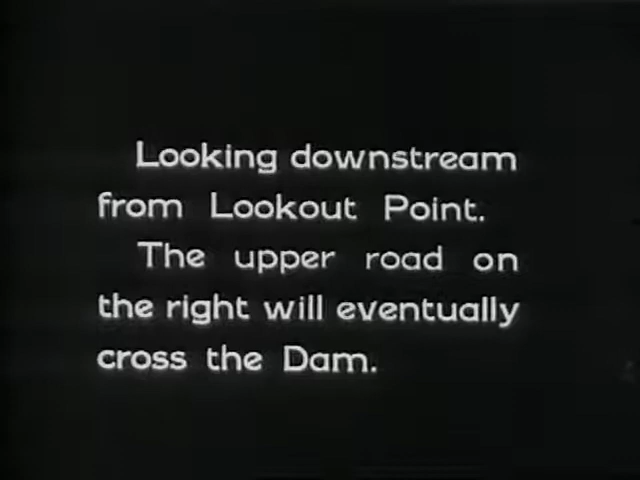 Looking downstream
from Lookout Point.
The upper road on
the right will eventually
cross the Dam.